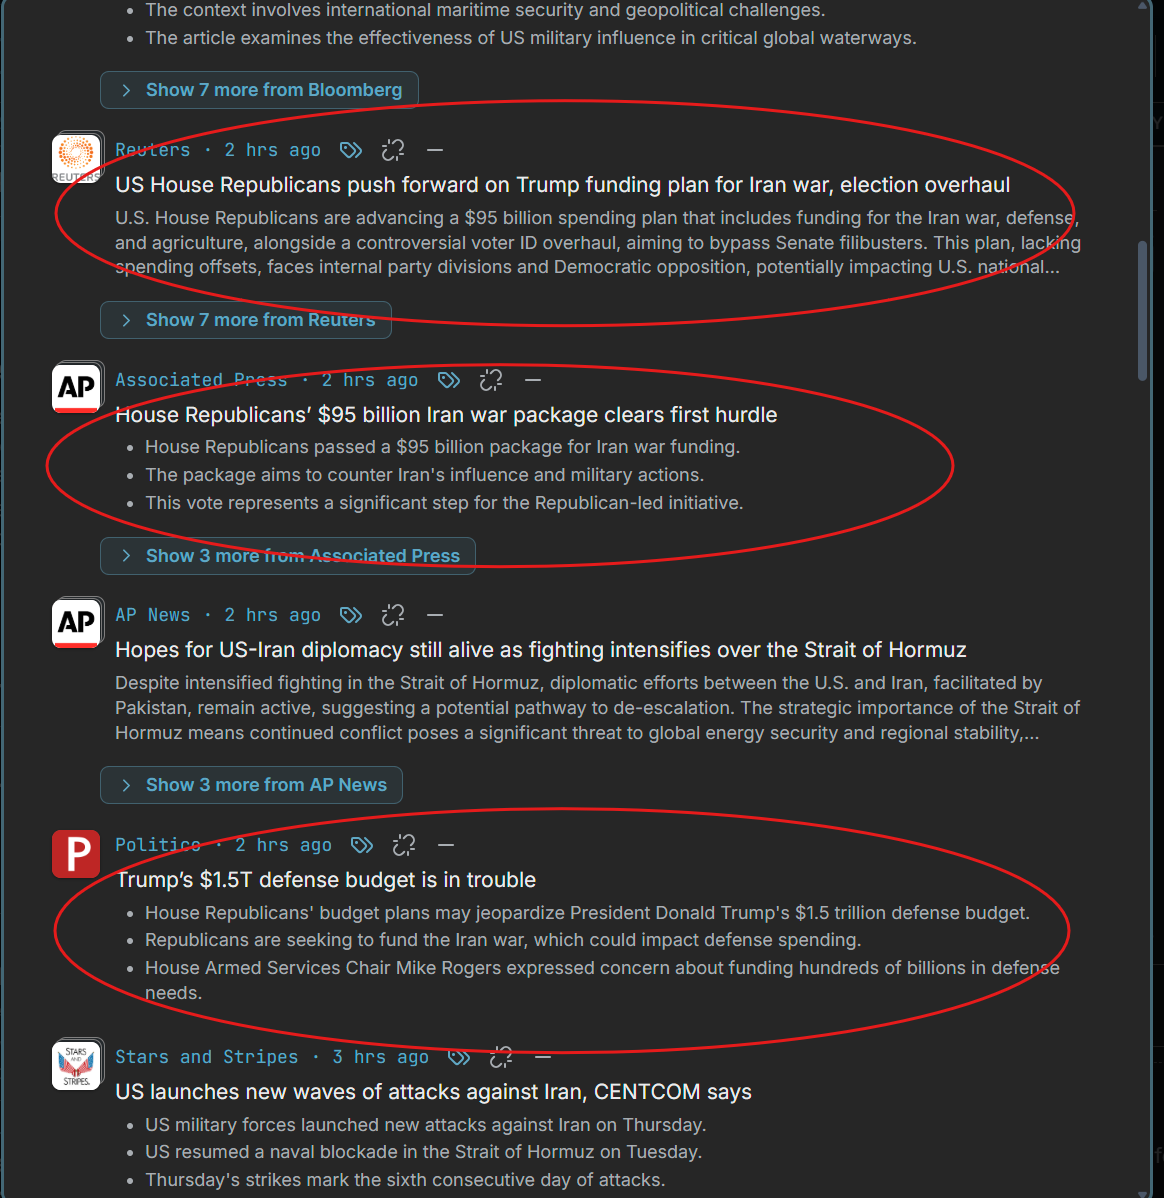 The context involves international maritime security and geopolitical challenges.
The article examines the effectiveness of US military influence in critical global waterways.
Show 7 more from Bloomberg
REUTERS
Reuters · 2 hrs ago
US House Republicans push forward on Trump funding plan for Iran war, election overhaul
U.S. House Republicans are advancing a $95 billion spending plan that includes funding for the Iran war, defense,
and agriculture, alongside a controversial voter ID overhaul, aiming to bypass Senate filibusters. This plan, lacking
spending offsets, faces internal party divisions and Democratic opposition, potentially impacting U.S. national...
Show 7 more from Reuters
AP
Associated Press · 2 hrs ago
House Republicans’ $95 billion Iran war package clears first hurdle
House Republicans passed a $95 billion package for Iran war funding.
The package aims to counter Iran's influence and military actions.
This vote represents a significant step for the Republican-led initiative.
Show 3 more from Associated Press
AP
AP News · 2 hrs ago
Hopes for US-Iran diplomacy still alive as fighting intensifies over the Strait of Hormuz
Despite intensified fighting in the Strait of Hormuz, diplomatic efforts between the U.S. and Iran, facilitated by
Pakistan, remain active, suggesting a potential pathway to de-escalation. The strategic importance of the Strait of
Hormuz means continued conflict poses a significant threat to global energy security and regional stability,...
Show 3 more from AP News
P
Politico · 2 hrs ago
Trump’s $1.5T defense budget is in trouble
House Republicans' budget plans may jeopardize President Donald Trump's $1.5 trillion defense budget.
Republicans are seeking to fund the Iran war, which could impact defense spending.
House Armed Services Chair Mike Rogers expressed concern about funding hundreds of billions in defense
needs.
STARS
AND
STRIPES.
Stars and Stripes · 3 hrs ago
US launches new waves of attacks against Iran, CENTCOM says
US military forces launched new attacks against Iran on Thursday.
US resumed a naval blockade in the Strait of Hormuz on Tuesday.
Thursday's strikes mark the sixth consecutive day of attacks.